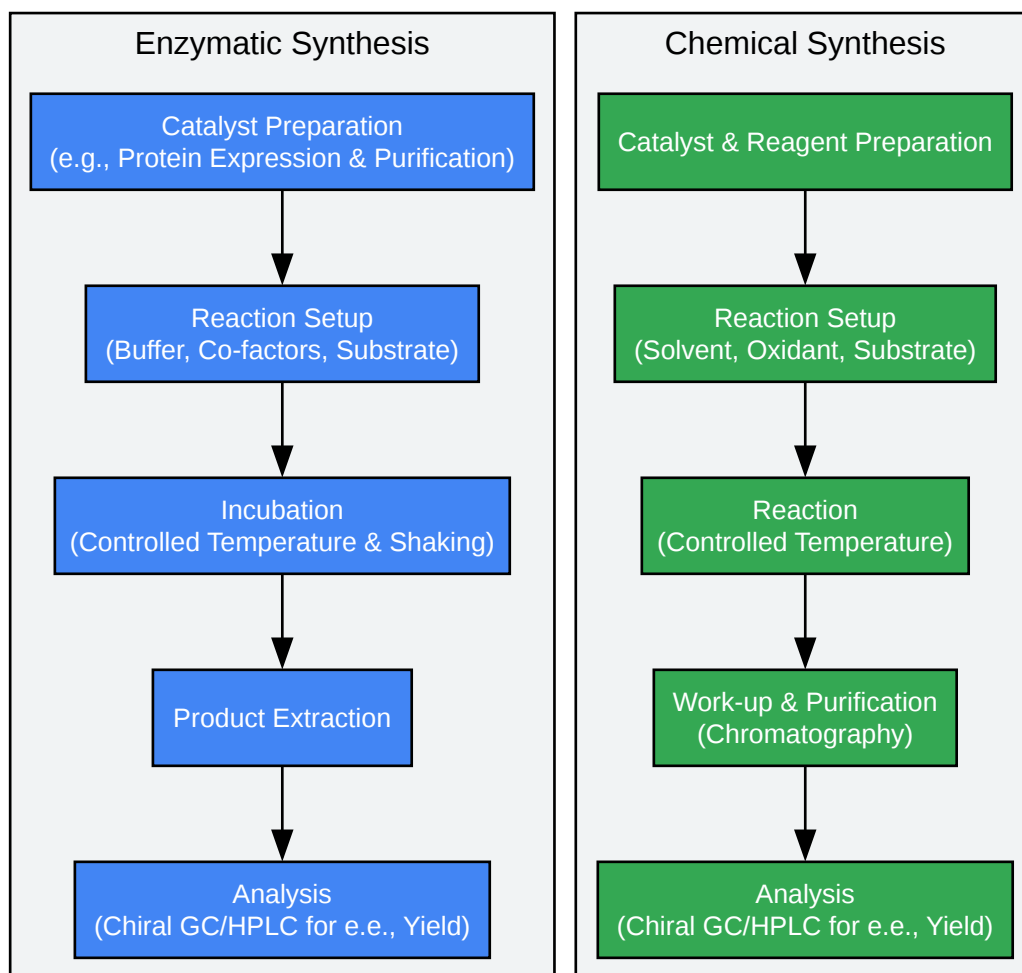 Enzymatic Synthesis
Catalyst Preparation
(e.g., Protein Expression & Purification)
Reaction Setup
(Buffer, Co-factors, Substrate)
Incubation
(Controlled Temperature & Shaking)
Product Extraction
Analysis
(Chiral GC/HPLC for e.e., Yield)
Chemical Synthesis
Catalyst & Reagent Preparation
Reaction Setup
(Solvent, Oxidant, Substrate)
Reaction
(Controlled Temperature)
Work-up & Purification
(Chromatography)
Analysis
(Chiral GC/HPLC for e.e., Yield)